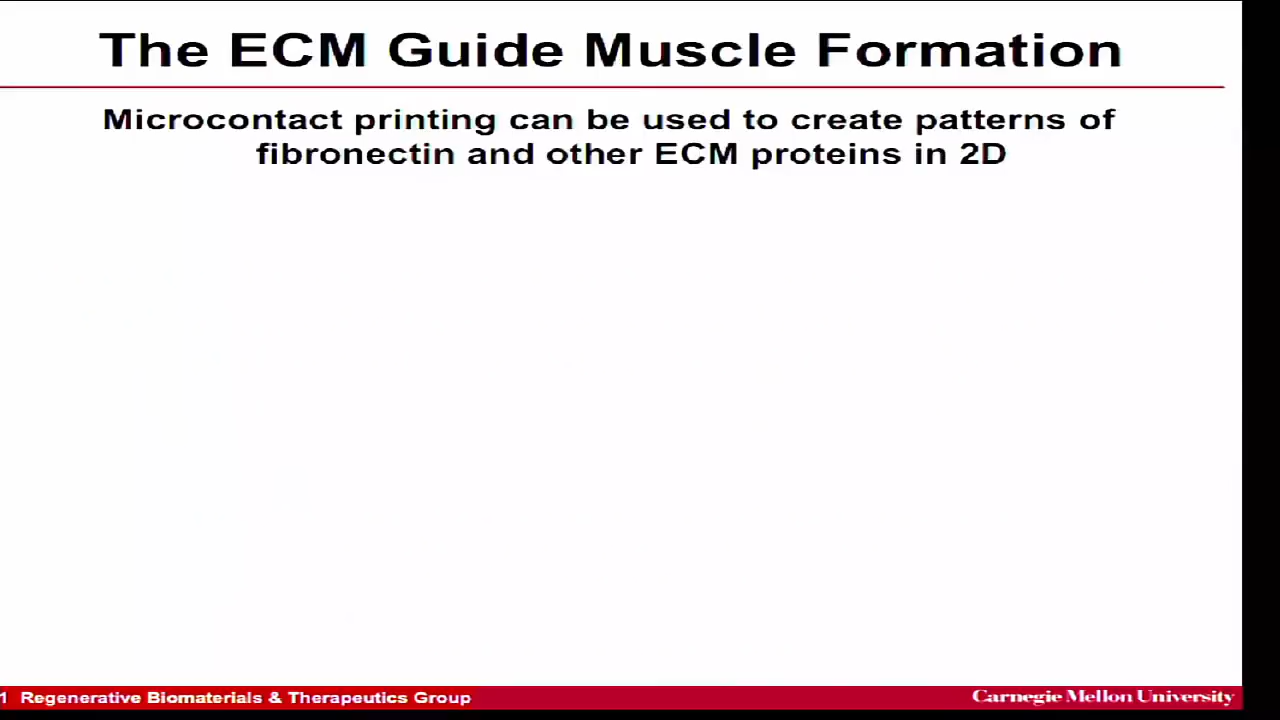 The ECM Guide Muscle Formation
Microcontact printing can be used to create patterns of
fibronectin and other ECM proteins in 2D
1 Regenerative Biomaterials & Therapeutics Group
Carnegie Mellon University